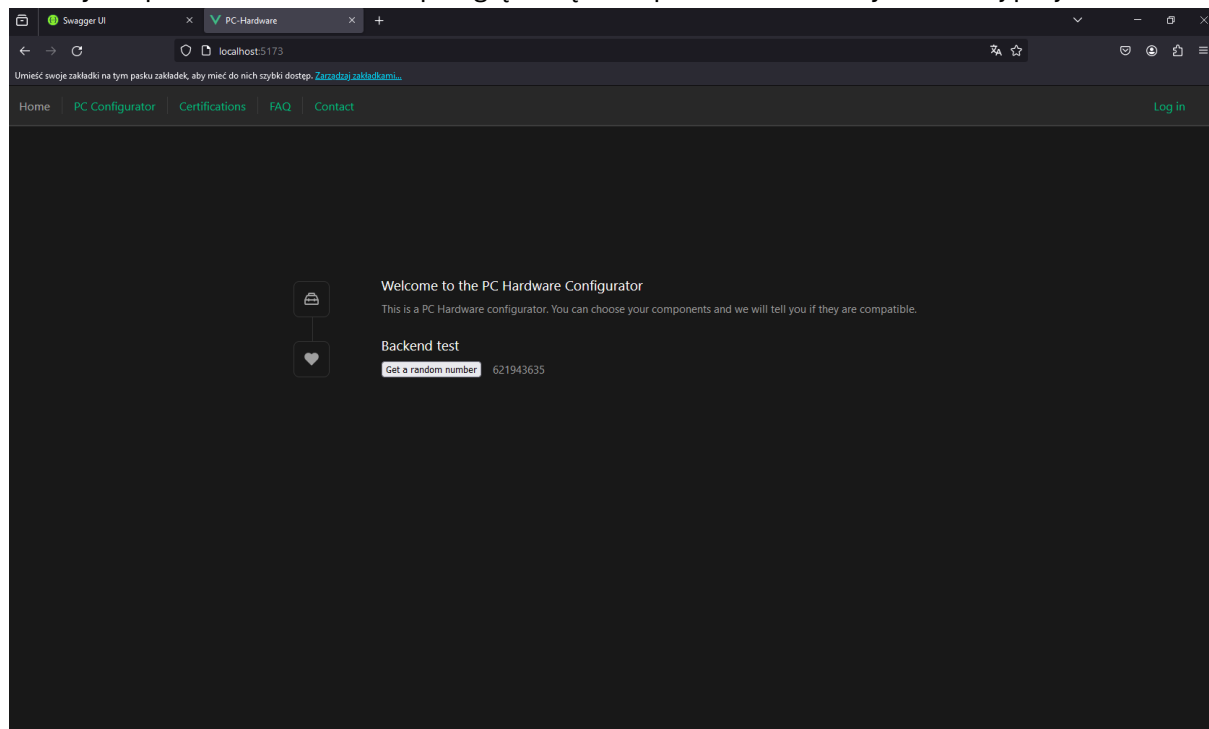 Swagger UI
PC-Hardware
localhost:5173
Umieść swoje zakładki na tym pasku zakładek, aby mieć do nich szybki dostęp. Zarządzaj zakładkami...
Home PC Configurator Certifications FAQ Contact Log in
Welcome to the PC Hardware Configurator
This is a PC Hardware configurator. You can choose your components and we will tell you if they are compatible.
Backend test
Get a random number 621943635